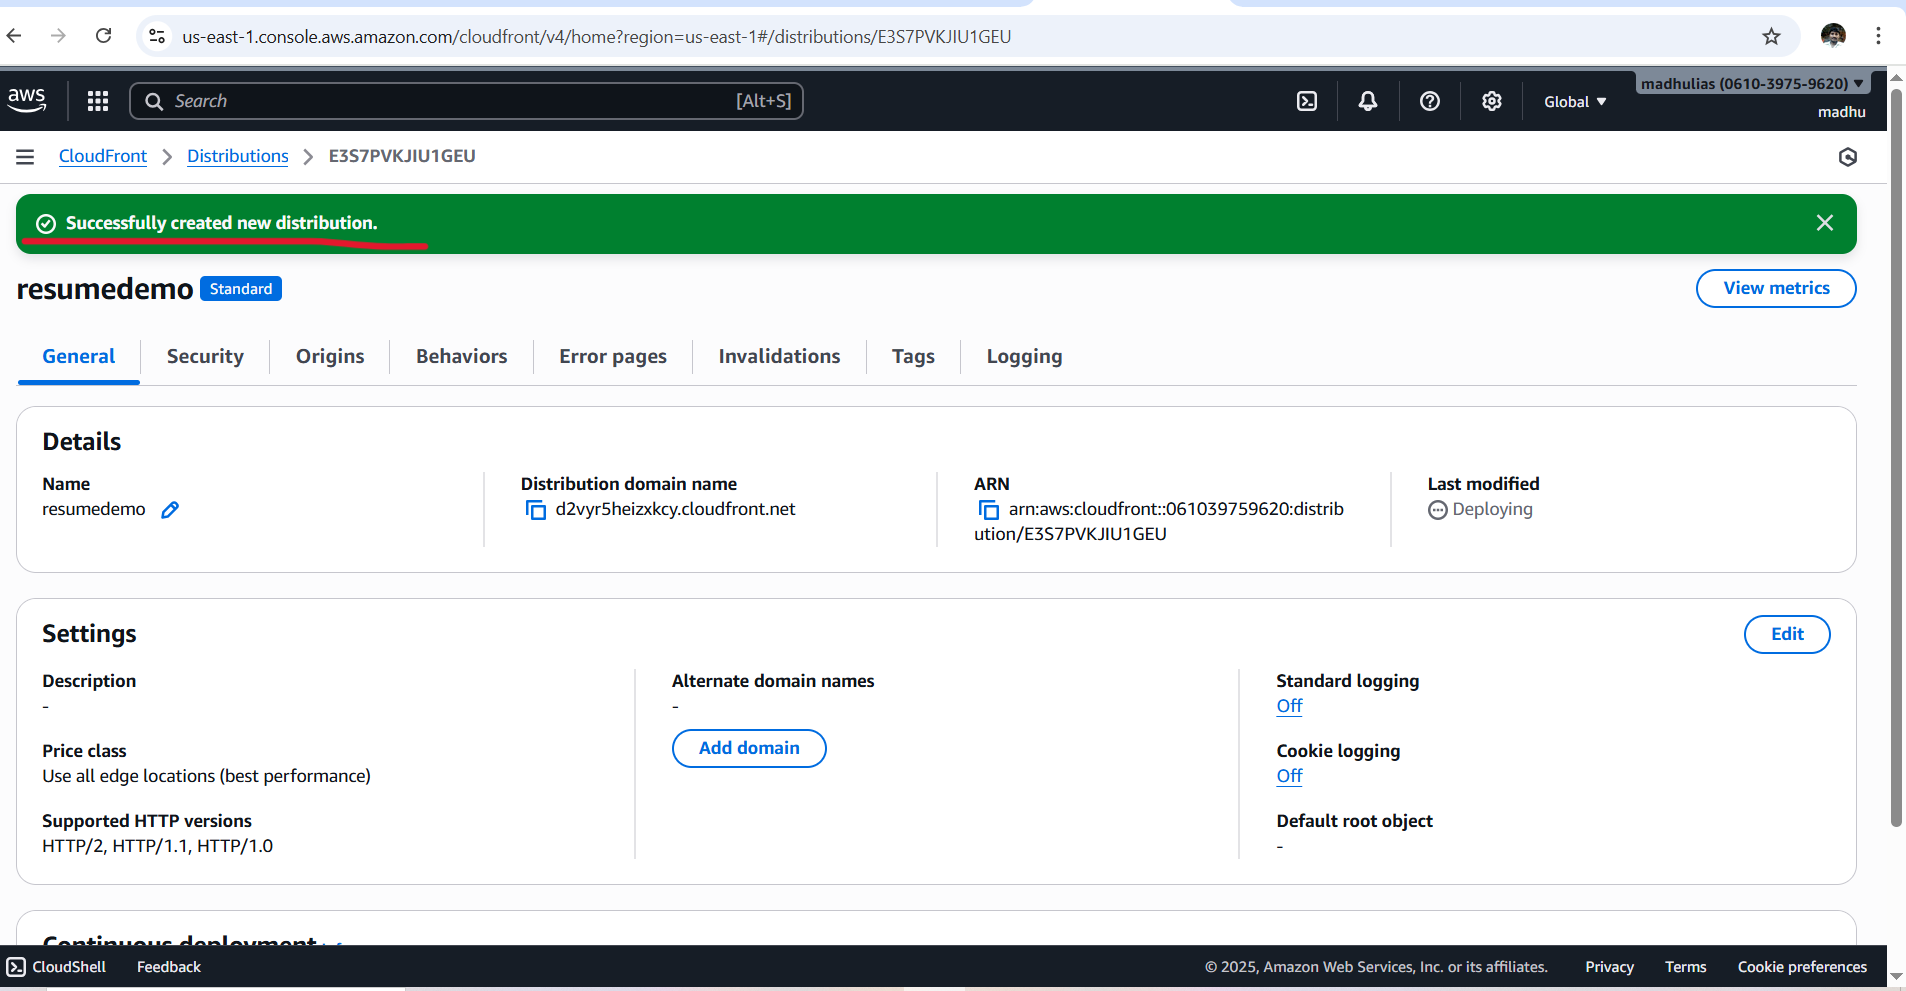 us-east-1.console.aws.amazon.com/cloudfront/v4/home?region=us-east-1#/distributions/E3S7PVKJIU1GEU
aws
Search
[Alt+S]
Global
madhulias (0610-3975-9620)
madhu
CloudFront
Distributions
E3S7PVKJIU1GEU
Successfully created new distribution.
resumedemo
Standard
View metrics
General
Security
Origins
Behaviors
Error pages
Invalidations
Tags
Logging
Details
Name
resumedemo
Distribution domain name
d2vyr5heizxkcy.cloudfront.net
ARN
arn:aws:cloudfront::061039759620:distrib
ution/E3S7PVKJIU1GEU
Last modified
Deploying
Settings
Edit
Description
-
Price class
Use all edge locations (best performance)
Supported HTTP versions
HTTP/2, HTTP/1.1, HTTP/1.0
Alternate domain names
-
Add domain
Standard logging
Off
Cookie logging
Off
Default root object
-
Continuous deployment
CloudShell
Feedback
© 2025, Amazon Web Services, Inc. or its affiliates.
Privacy
Terms
Cookie preferences